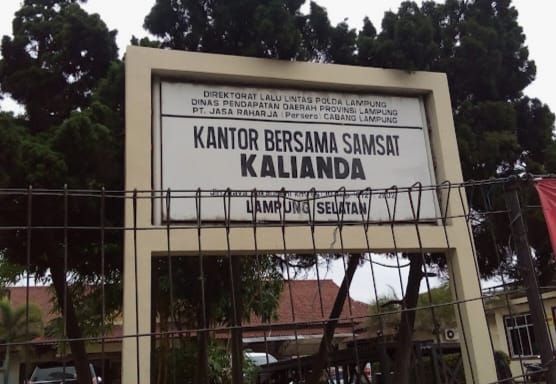 DIREKTORAT LALU LINTAS POLDA LAMPUNG
DINAS PENDAPATAN DAERAH PROVINSI LAMPUNG
PT. JASA RAHARJA (Persero) CABANG LAMPUNG
KANTOR BERSAMA SAMSAT
KALIANDA
LAMPUNG SELATAN